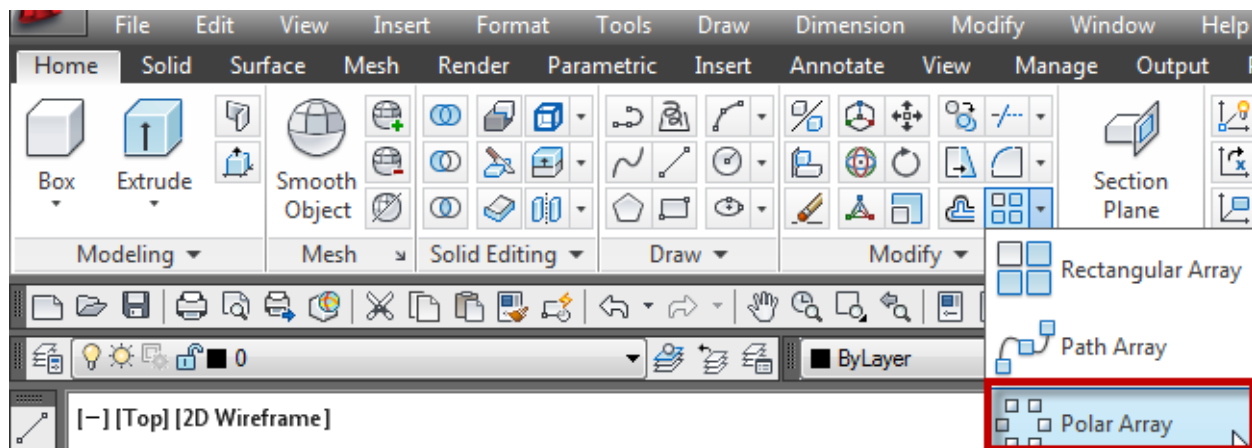 File Edit View Insert Format Tools Draw Dimension Modify Window Help
Home Solid Surface Mesh Render Parametric Insert Annotate View Manage Output
Box
Extrude
Smooth
Object
Section
Plane
Modeling
Mesh
Solid Editing
Draw
Modify
Rectangular Array
Path Array
Polar Array
0
ByLayer
[−] [Top] [2D Wireframe]